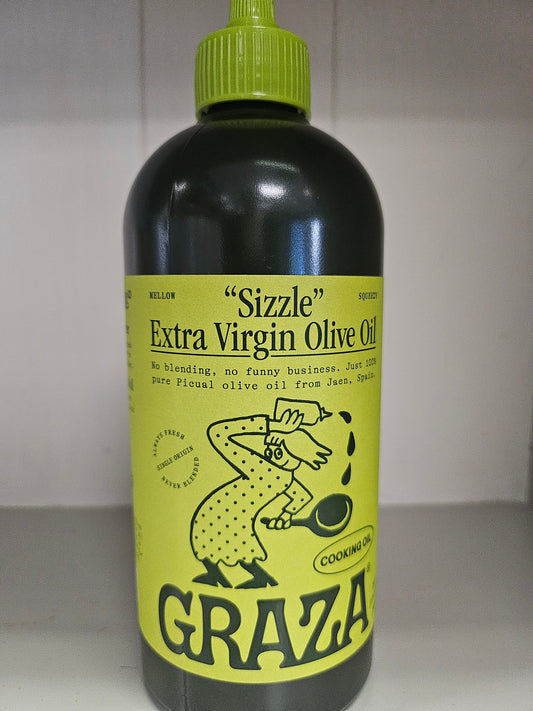 MELLOW
SQUEEZY
“Sizzle”
Extra Virgin Olive Oil
No blending, no funny business. Just 100%
pure Picual olive oil from Jaen, Spain.
ALWAYS FRESH
SINGLE ORIGIN
NEVER BLENDED
COOKING OIL
GRAZA®